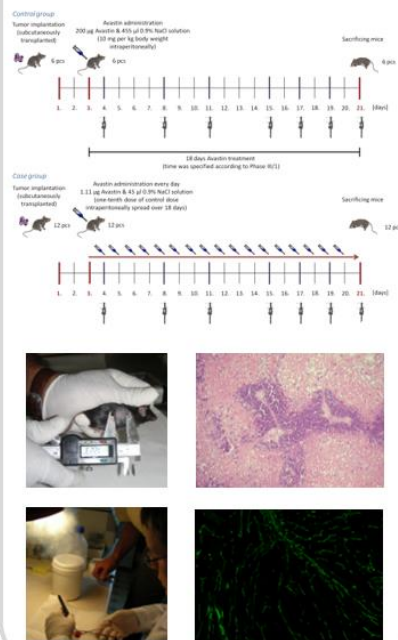 Control group
Tumor implantation
(subcutaneously
transplanted)
Avastin administration
200 µg Avastin & 455 µl 0.9% NaCl solution
(10 mg per kg body weight
intraperitoneally)
Sacrificing mice
6 pcs
6 pcs
6 pcs
1. 2. 3. 4. 5. 6. 7. 8. 9. 10. 11. 12. 13. 14. 15. 16. 17. 18. 19. 20. 21. [days]
18 days Avastin treatment
(time was specified according to Phase III/1)
Case group
Tumor implantation
(subcutaneously
transplanted)
Avastin administration every day
1.11 µg Avastin & 45 µl 0.9% NaCl solution
(one-tenth dose of control dose
intraperitoneally spread over 18 days)
Sacrificing mice
12 pcs
12 pcs
12 pcs
1. 2. 3. 4. 5. 6. 7. 8. 9. 10. 11. 12. 13. 14. 15. 16. 17. 18. 19. 20. 21. [days]